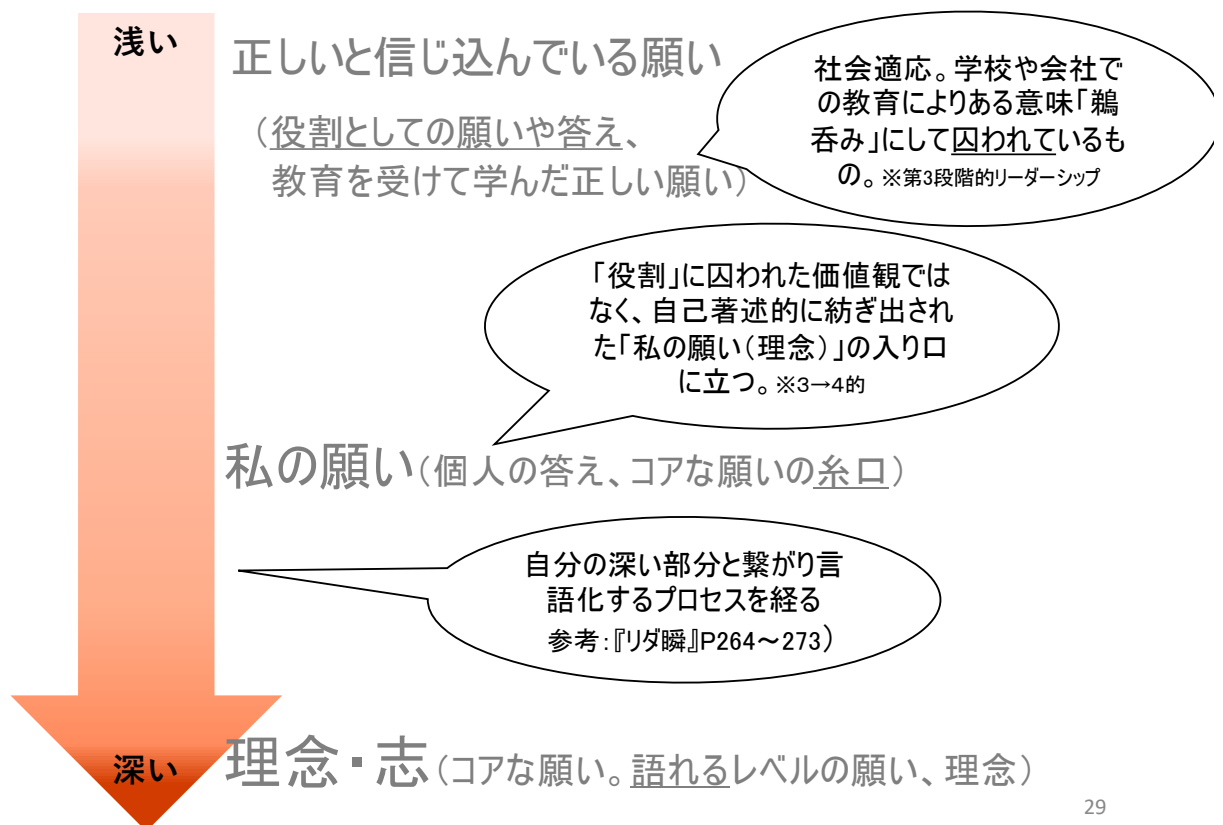 浅い
正しいと信じ込んでいる願い
（役割としての願いや答え、
教育を受けて学んだ正しい願い）
社会適応。学校や会社で
の教育によりある意味「鵜
呑み」にして囚われているも
の。※第3段階的リーダーシップ
「役割」に囚われた価値観では
なく、自己著述的に紡ぎ出され
た「私の願い（理念）」の入り口
に立つ。※3→4的
私の願い（個人の答え、コアな願いの糸口）
自分の深い部分と繋がり言
語化するプロセスを経る
参考：『リダ瞬』P264～273）
深い
理念・志（コアな願い。語れるレベルの願い、理念）
29